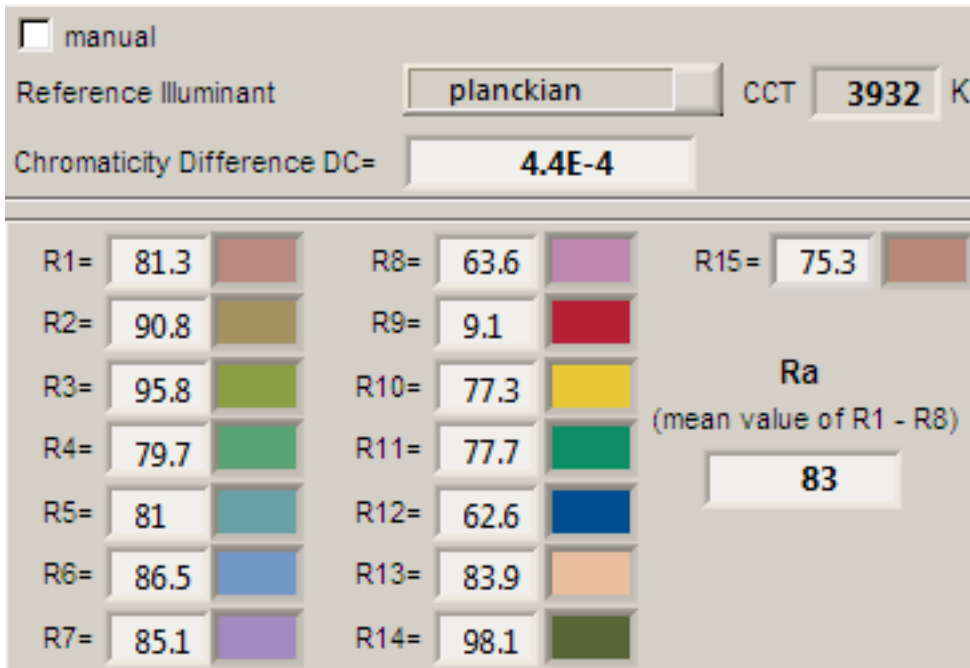 manual
Reference Illuminant planckian CCT 3932 K
Chromaticity Difference DC= 4.4E-4
R1= 81.3 R8= 63.6 R15= 75.3
R2= 90.8 R9= 9.1
R3= 95.8 R10= 77.3 Ra
(mean value of R1 - R8)
R4= 79.7 R11= 77.7
83
R5= 81 R12= 62.6
R6= 86.5 R13= 83.9
R7= 85.1 R14= 98.1